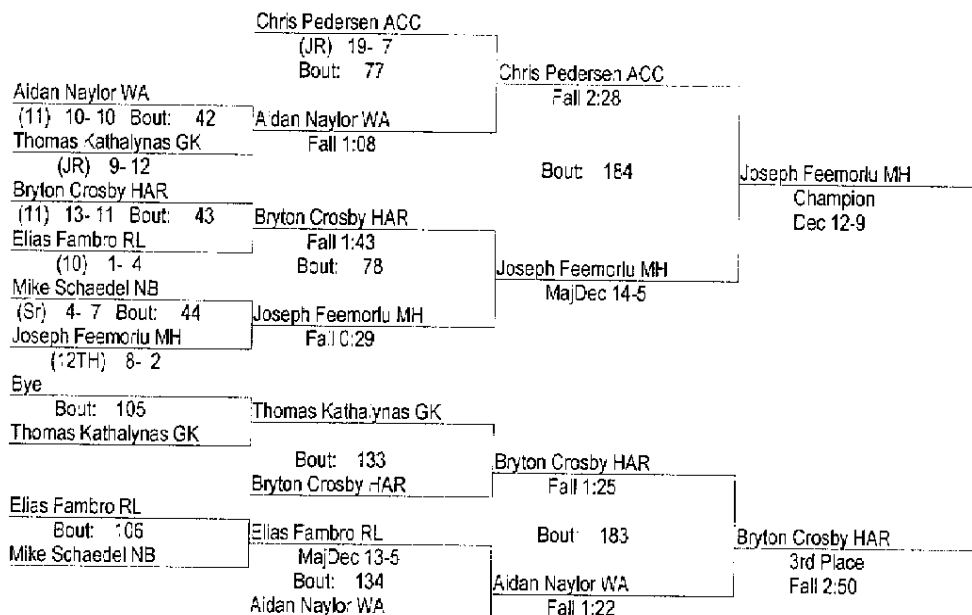 Chris Pedersen ACC
(JR) 19- 7
Bout: 77
Chris Pedersen ACC
Fall 2:28
Aidan Naylor WA
(11) 10- 10 Bout: 42
Aidan Naylor WA
Fall 1:08
Thomas Kathalynas GK
(JR) 9- 12
Bout: 184
Joseph Feemorlu MH
Champion
Dec 12-9
Bryton Crosby HAR
(11) 13- 11 Bout: 43
Bryton Crosby HAR
Fall 1:43
Bout: 78
Elias Fambro RL
(10) 1- 4
Joseph Feemorlu MH
MajDec 14-5
Mike Schaedel NB
(Sr) 4- 7 Bout: 44
Joseph Feemorlu MH
Fall 0:29
Joseph Feemorlu MH
(12TH) 8- 2
Bye
Bout: 105
Thomas Kathalynas GK
Thomas Kathalynas GK
Bout: 133
Bryton Crosby HAR
Bryton Crosby HAR
Fall 1:25
Elias Fambro RL
Bout: 106
Mike Schaedel NB
Elias Fambro RL
MajDec 13-5
Bout: 134
Aidan Naylor WA
Bout: 183
Aidan Naylor WA
Fall 1:22
Bryton Crosby HAR
3rd Place
Fall 2:50